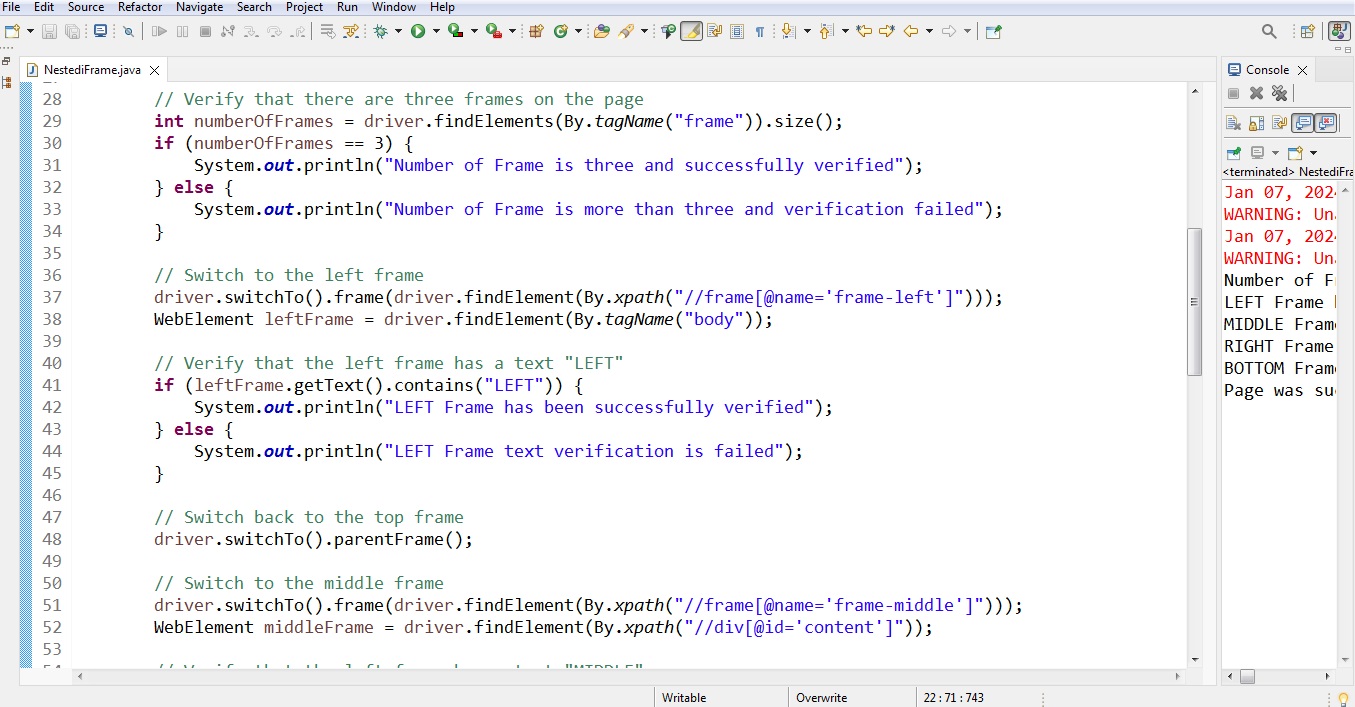 File Edit Source Refactor Navigate Search Project Run Window Help
NestediFrame.java
28 // Verify that there are three frames on the page
29 int numberOfFrames = driver.findElements(By.tagName("frame")).size();
30 if (numberOfFrames == 3) {
31 System.out.println("Number of Frame is three and successfully verified");
32 } else {
33 System.out.println("Number of Frame is more than three and verification failed");
34 }
35
36 // Switch to the left frame
37 driver.switchTo().frame(driver.findElement(By.xpath("//frame[@name='frame-left']")));
38 WebElement leftFrame = driver.findElement(By.tagName("body"));
39
40 // Verify that the left frame has a text "LEFT"
41 if (leftFrame.getText().contains("LEFT")) {
42 System.out.println("LEFT Frame has been successfully verified");
43 } else {
44 System.out.println("LEFT Frame text verification is failed");
45 }
46
47 // Switch back to the top frame
48 driver.switchTo().parentFrame();
49
50 // Switch to the middle frame
51 driver.switchTo().frame(driver.findElement(By.xpath("//frame[@name='frame-middle']")));
52 WebElement middleFrame = driver.findElement(By.xpath("//div[@id='content']"));
53
Console
<terminated> NestediFra
Jan 07, 202
WARNING: Una
Jan 07, 202
WARNING: Una
Number of F
LEFT Frame
MIDDLE Fram
RIGHT Frame
BOTTOM Fram
Page was su
Writable Overwrite 22 : 71 : 743